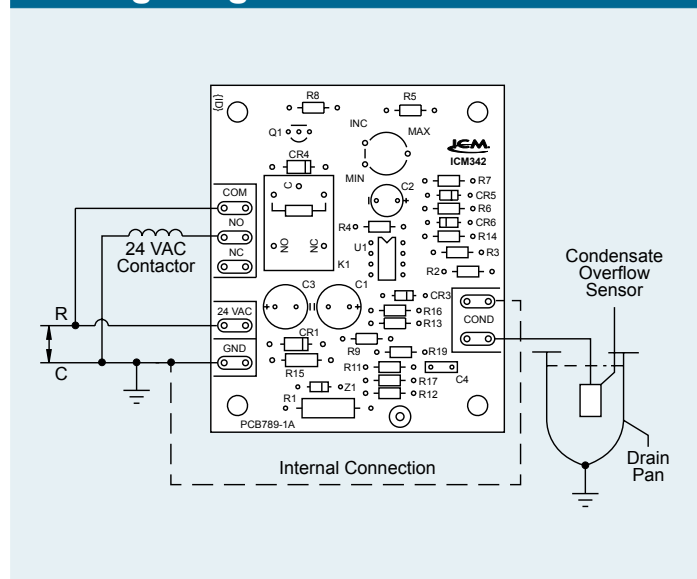 {ID}
R8
R5
Q1
INC
MAX
MIN
ICM
ICM342
CR4
C2
R7
CR5
R6
CR6
R14
R3
R2
COM
NO
NC
C
NO
NC
K1
R4
U1
24 VAC
Contactor
R
C
24 VAC
GND
C3
C1
CR3
R16
R13
COND
CR1
R15
R9
R19
R11
R17
R12
C4
Z1
R1
PCB789-1A
Condensate
Overflow
Sensor
Drain
Pan
Internal Connection